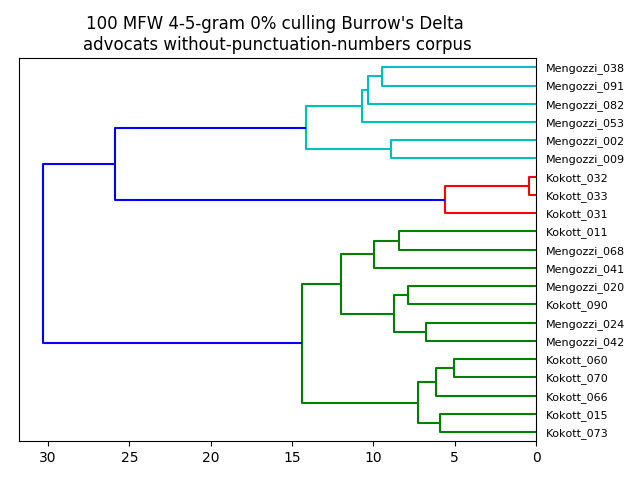 100 MFW 4-5-gram 0% culling Burrow's Delta
advocats without-punctuation-numbers corpus
Mengozzi_038
Mengozzi_091
Mengozzi_082
Mengozzi_053
Mengozzi_002
Mengozzi_009
Kokott_032
Kokott_033
Kokott_031
Kokott_011
Mengozzi_068
Mengozzi_041
Mengozzi_020
Kokott_090
Mengozzi_024
Mengozzi_042
Kokott_060
Kokott_070
Kokott_066
Kokott_015
Kokott_073
30 25 20 15 10 5 0